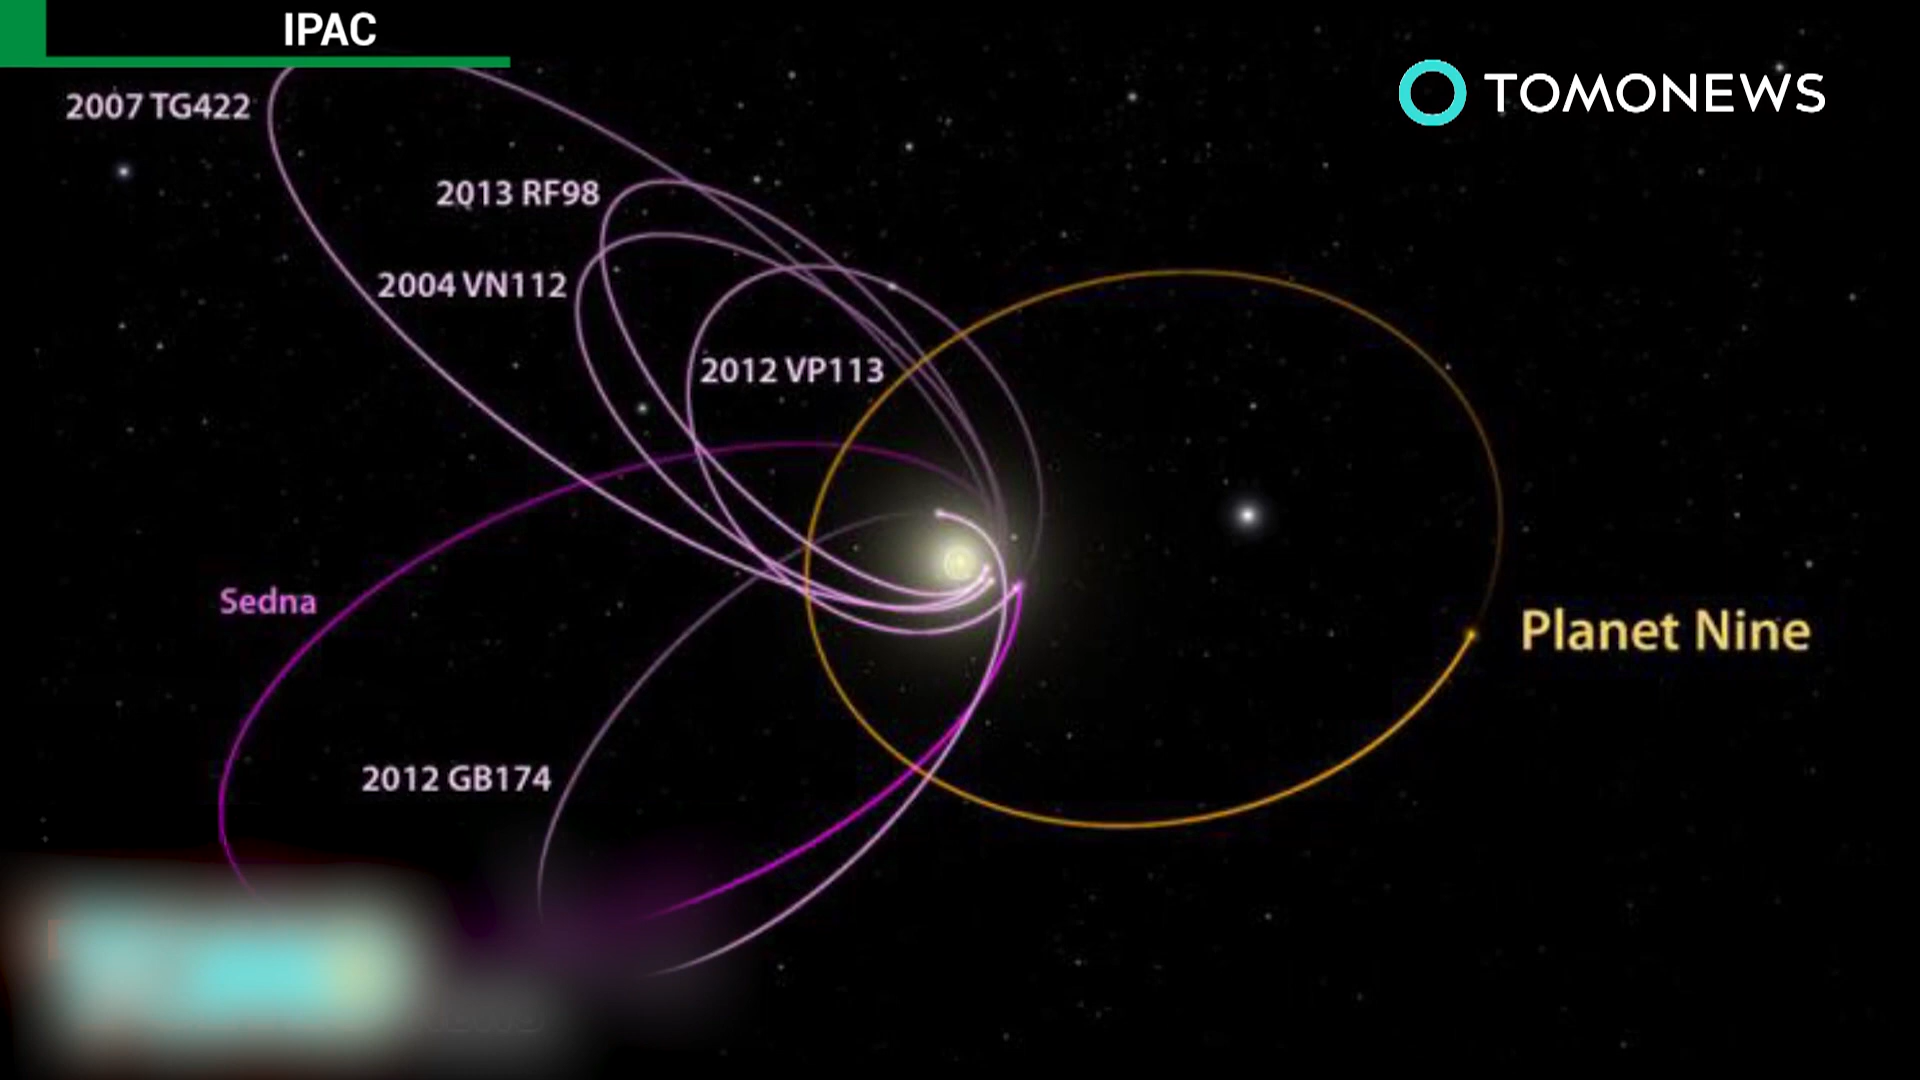 IPAC
TOMONEWS
2007 TG422
2013 RF98
2004 VN112
2012 VP113
Sedna
Planet Nine
2012 GB174